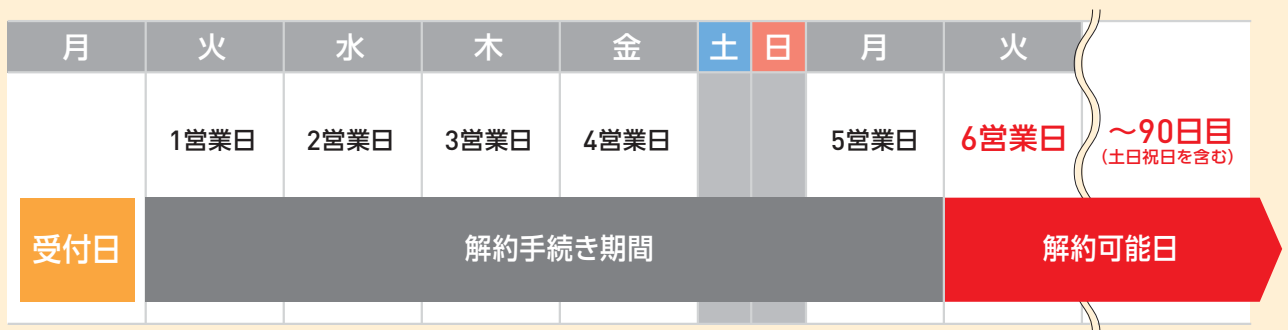 月 火 水 木 金 土 日 月 火
1営業日 2営業日 3営業日 4営業日 5営業日 6営業日 ～90日目
(土日祝日を含む)
受付日 解約手続き期間 解約可能日